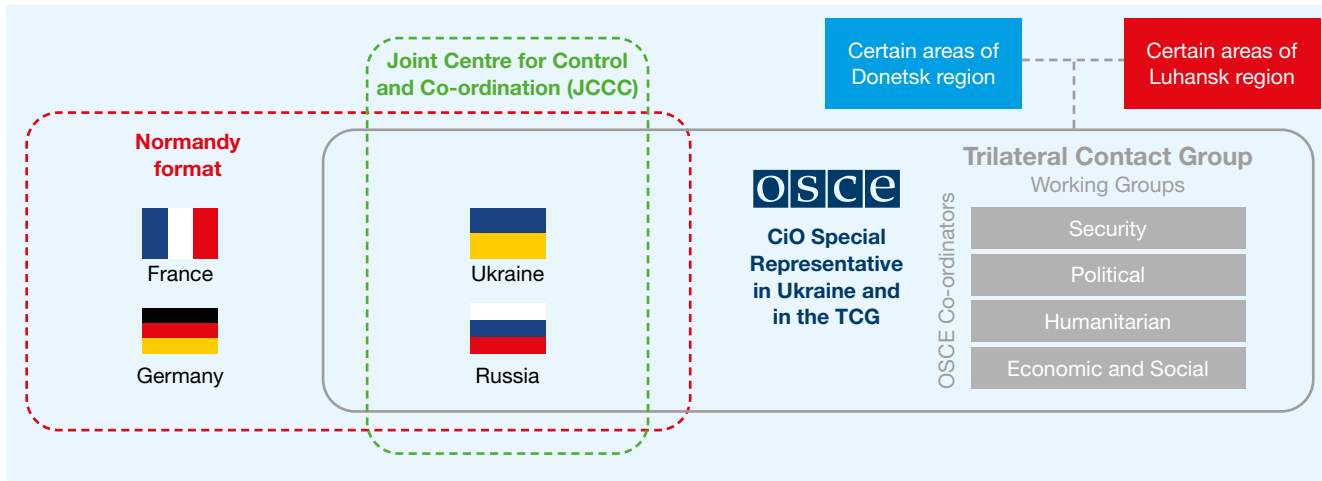 Joint Centre for Control
and Co-ordination (JCCC)
Certain areas of
Donetsk region
Certain areas of
Luhansk region
Normandy
format
France
Germany
Ukraine
Russia
osce
CiO Special
Representative
in Ukraine and
in the TCG
Trilateral Contact Group
Working Groups
OSCE Co-ordinators
Security
Political
Humanitarian
Economic and Social